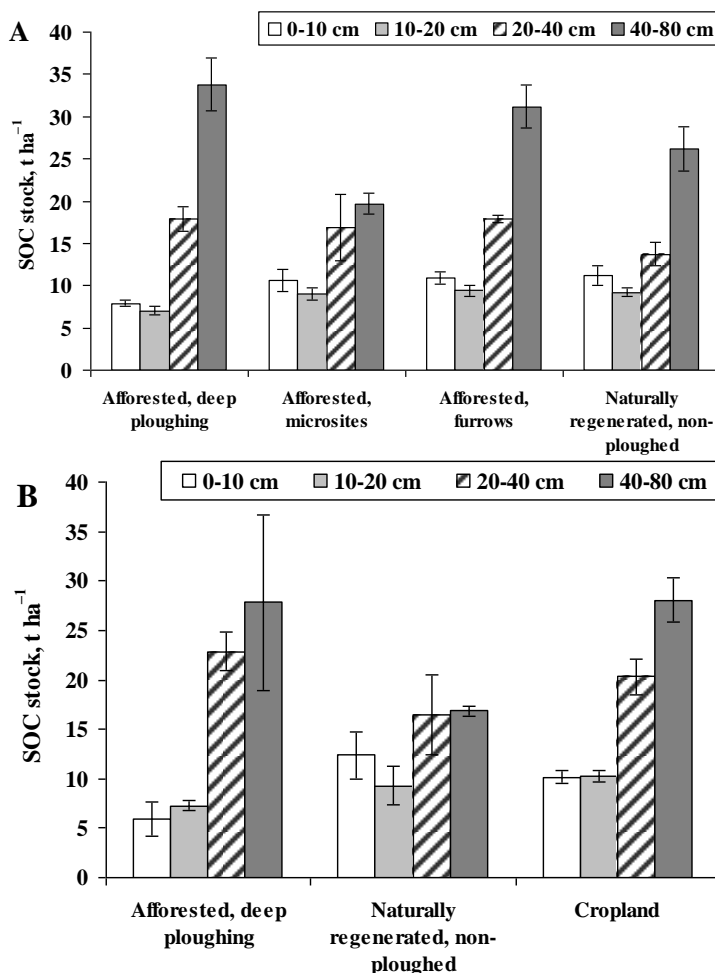 A
0-10 cm 10-20 cm 20-40 cm 40-80 cm
SOC stock, t ha⁻¹
40
35
30
25
20
15
10
5
0
Afforested, deep ploughing
Afforested, microsites
Afforested, furrows
Naturally regenerated, non-ploughed
B
0-10 cm 10-20 cm 20-40 cm 40-80 cm
SOC stock, t ha⁻¹
40
35
30
25
20
15
10
5
0
Afforested, deep
ploughing
Naturally
regenerated, non-
ploughed
Cropland